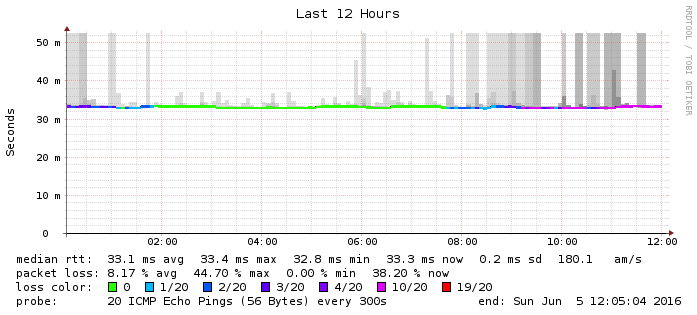 Last 12 Hours
RRDTOOL / TOBI OETIKER
Seconds
50 m
40 m
30 m
20 m
10 m
0
02:00 04:00 06:00 08:00 10:00 12:00
median rtt: 33.1 ms avg 33.4 ms max 32.8 ms min 33.3 ms now 0.2 ms sd 180.1 am/s
packet loss: 8.17 % avg 44.70 % max 0.00 % min 38.20 % now
loss color: 0 1/20 2/20 3/20 4/20 10/20 19/20
probe: 20 ICMP Echo Pings (56 Bytes) every 300s end: Sun Jun 5 12:05:04 2016